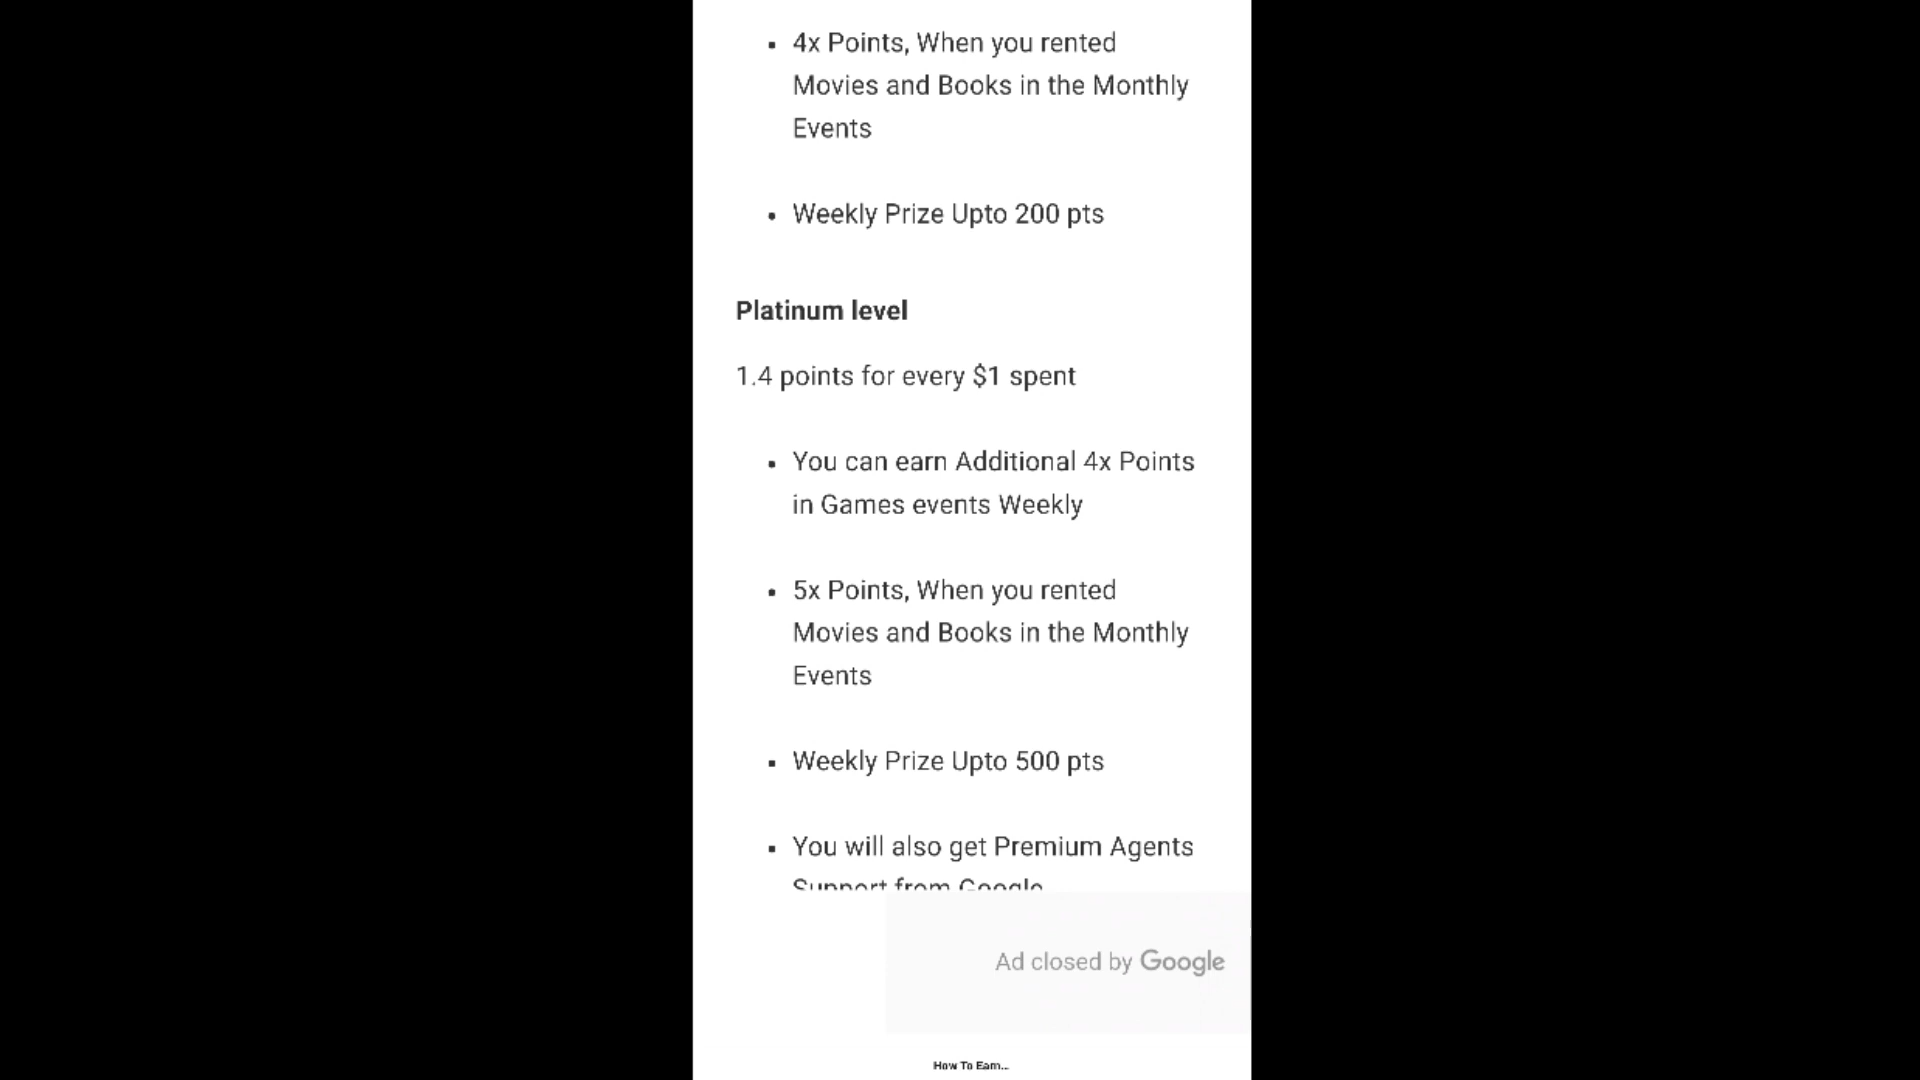 4x Points, When you rented
Movies and Books in the Monthly
Events
Weekly Prize Upto 200 pts
Platinum level
1.4 points for every $1 spent
You can earn Additional 4x Points
in Games events Weekly
5x Points, When you rented
Movies and Books in the Monthly
Events
Weekly Prize Upto 500 pts
You will also get Premium Agents
Support from Google
Ad closed by Google
How To Earn...